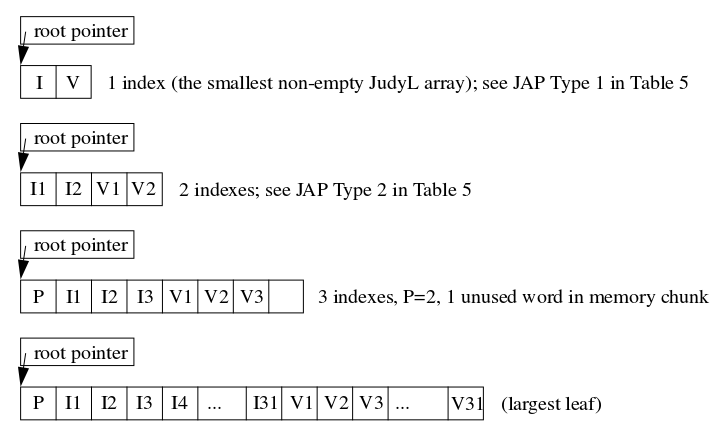 root pointer
I V 1 index (the smallest non-empty JudyL array); see JAP Type 1 in Table 5
root pointer
I1 I2 V1 V2 2 indexes; see JAP Type 2 in Table 5
root pointer
P I1 I2 I3 V1 V2 V3 3 indexes, P=2, 1 unused word in memory chunk
root pointer
P I1 I2 I3 I4 ... I31 V1 V2 V3 ... V31 (largest leaf)